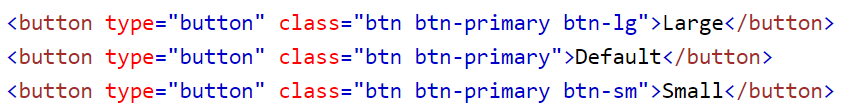 <button type="button" class="btn btn-primary btn-lg">Large</button>
<button type="button" class="btn btn-primary">Default</button>
<button type="button" class="btn btn-primary btn-sm">Small</button>